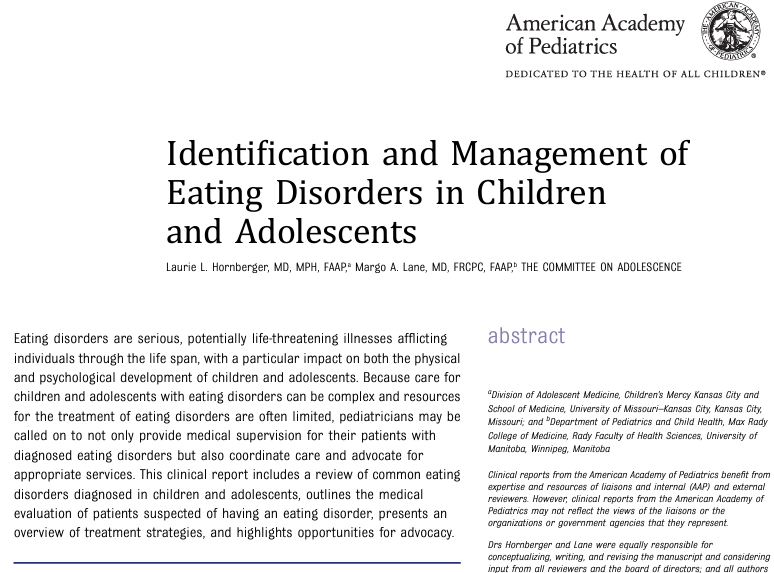 American Academy
of Pediatrics
DEDICATED TO THE HEALTH OF ALL CHILDREN®
Identification and Management of
Eating Disorders in Children
and Adolescents
Laurie L. Hornberger, MD, MPH, FAAP,ᵃ Margo A. Lane, MD, FRCPC, FAAP,ᵇ THE COMMITTEE ON ADOLESCENCE
Eating disorders are serious, potentially life-threatening illnesses afflicting
individuals through the life span, with a particular impact on both the physical
and psychological development of children and adolescents. Because care for
children and adolescents with eating disorders can be complex and resources
for the treatment of eating disorders are often limited, pediatricians may be
called on to not only provide medical supervision for their patients with
diagnosed eating disorders but also coordinate care and advocate for
appropriate services. This clinical report includes a review of common eating
disorders diagnosed in children and adolescents, outlines the medical
evaluation of patients suspected of having an eating disorder, presents an
overview of treatment strategies, and highlights opportunities for advocacy.
abstract
ᵃDivision of Adolescent Medicine, Children's Mercy Kansas City and
School of Medicine, University of Missouri–Kansas City, Kansas City,
Missouri; and ᵇDepartment of Pediatrics and Child Health, Max Rady
College of Medicine, Rady Faculty of Health Sciences, University of
Manitoba, Winnipeg, Manitoba
Clinical reports from the American Academy of Pediatrics benefit from
expertise and resources of liaisons and internal (AAP) and external
reviewers. However, clinical reports from the American Academy of
Pediatrics may not reflect the views of the liaisons or the
organizations or government agencies that they represent.
Drs Hornberger and Lane were equally responsible for
conceptualizing, writing, and revising the manuscript and considering
input from all reviewers and the board of directors; and all authors